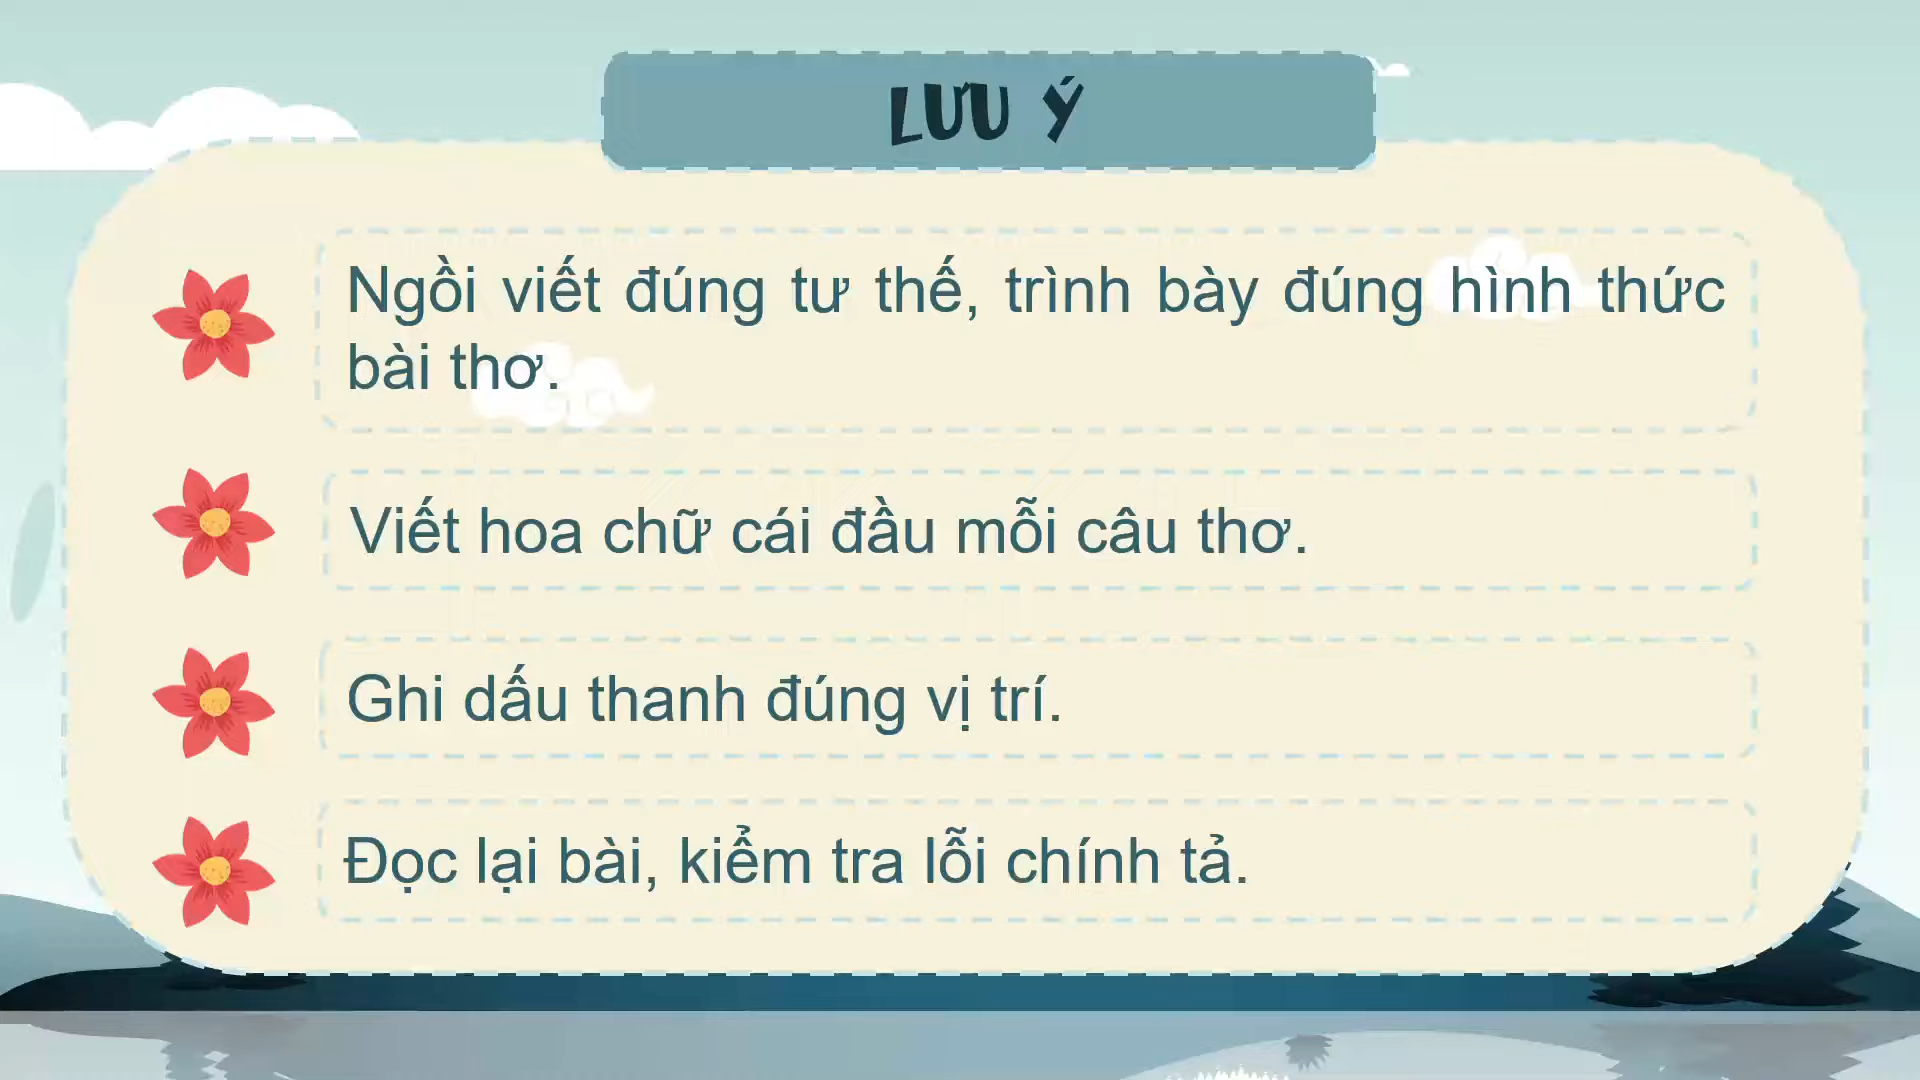 LƯU Ý
Ngồi viết đúng tư thế, trình bày đúng hình thức
bài thơ.
Viết hoa chữ cái đầu mỗi câu thơ.
Ghi dấu thanh đúng vị trí.
Đọc lại bài, kiểm tra lỗi chính tả.